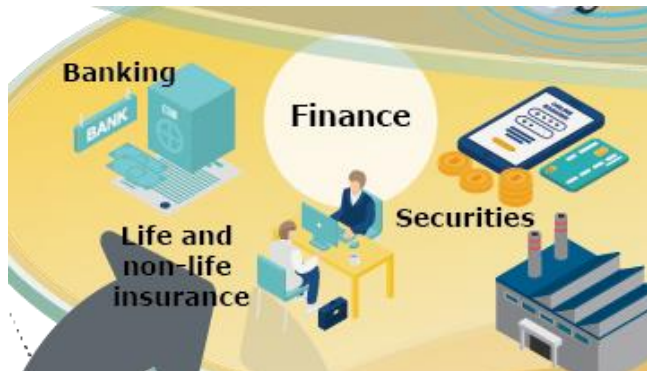 Banking
BANK
Finance
Securities
Life and
non-life
insurance